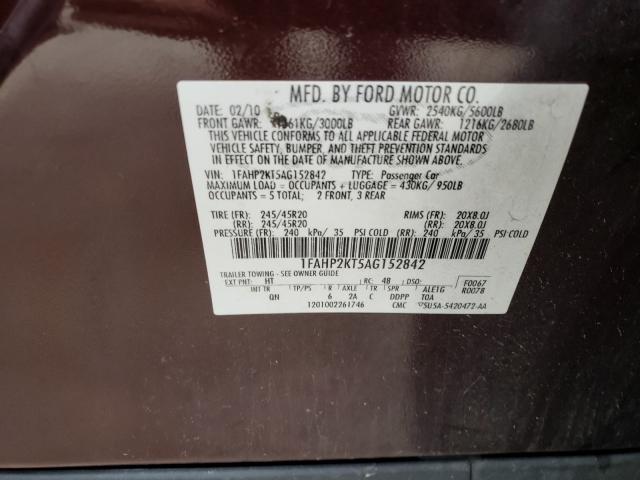 MFD. BY FORD MOTOR CO.
DATE: 02/10 GVWR: 2540KG/5600LB
FRONT GAWR: 1361KG/3000LB REAR GAWR: 1216KG/2680LB
THIS VEHICLE CONFORMS TO ALL APPLICABLE FEDERAL MOTOR
VEHICLE SAFETY, BUMPER, AND THEFT PREVENTION STANDARDS
IN EFFECT ON THE DATE OF MANUFACTURE SHOWN ABOVE.
VIN: 1FAHP2KT5AG152842 TYPE: Passenger Car
MAXIMUM LOAD = OCCUPANTS + LUGGAGE = 430KG/950LB
OCCUPANTS = 5 TOTAL; 2 FRONT, 3 REAR
TIRE (FR): 245/45R20 RIMS (FR): 20X8.0J
(RR): 245/45R20 (RR): 20X8.0J
PRESSURE (FR): 240 kPa/ 35 PSI COLD (RR): 240 kPa/ 35 PSI COLD
1FAHP2KT5AG152842
TRAILER TOWING - SEE OWNER GUIDE
EXT PNT: HT RC: 48 DSO: F0067
INT TR TP/PS R AXLE TR SPR ALE1G R0078
QN 6 2A C DDPP TOA
1201002261746 CMC 5U5A-5420472-AA